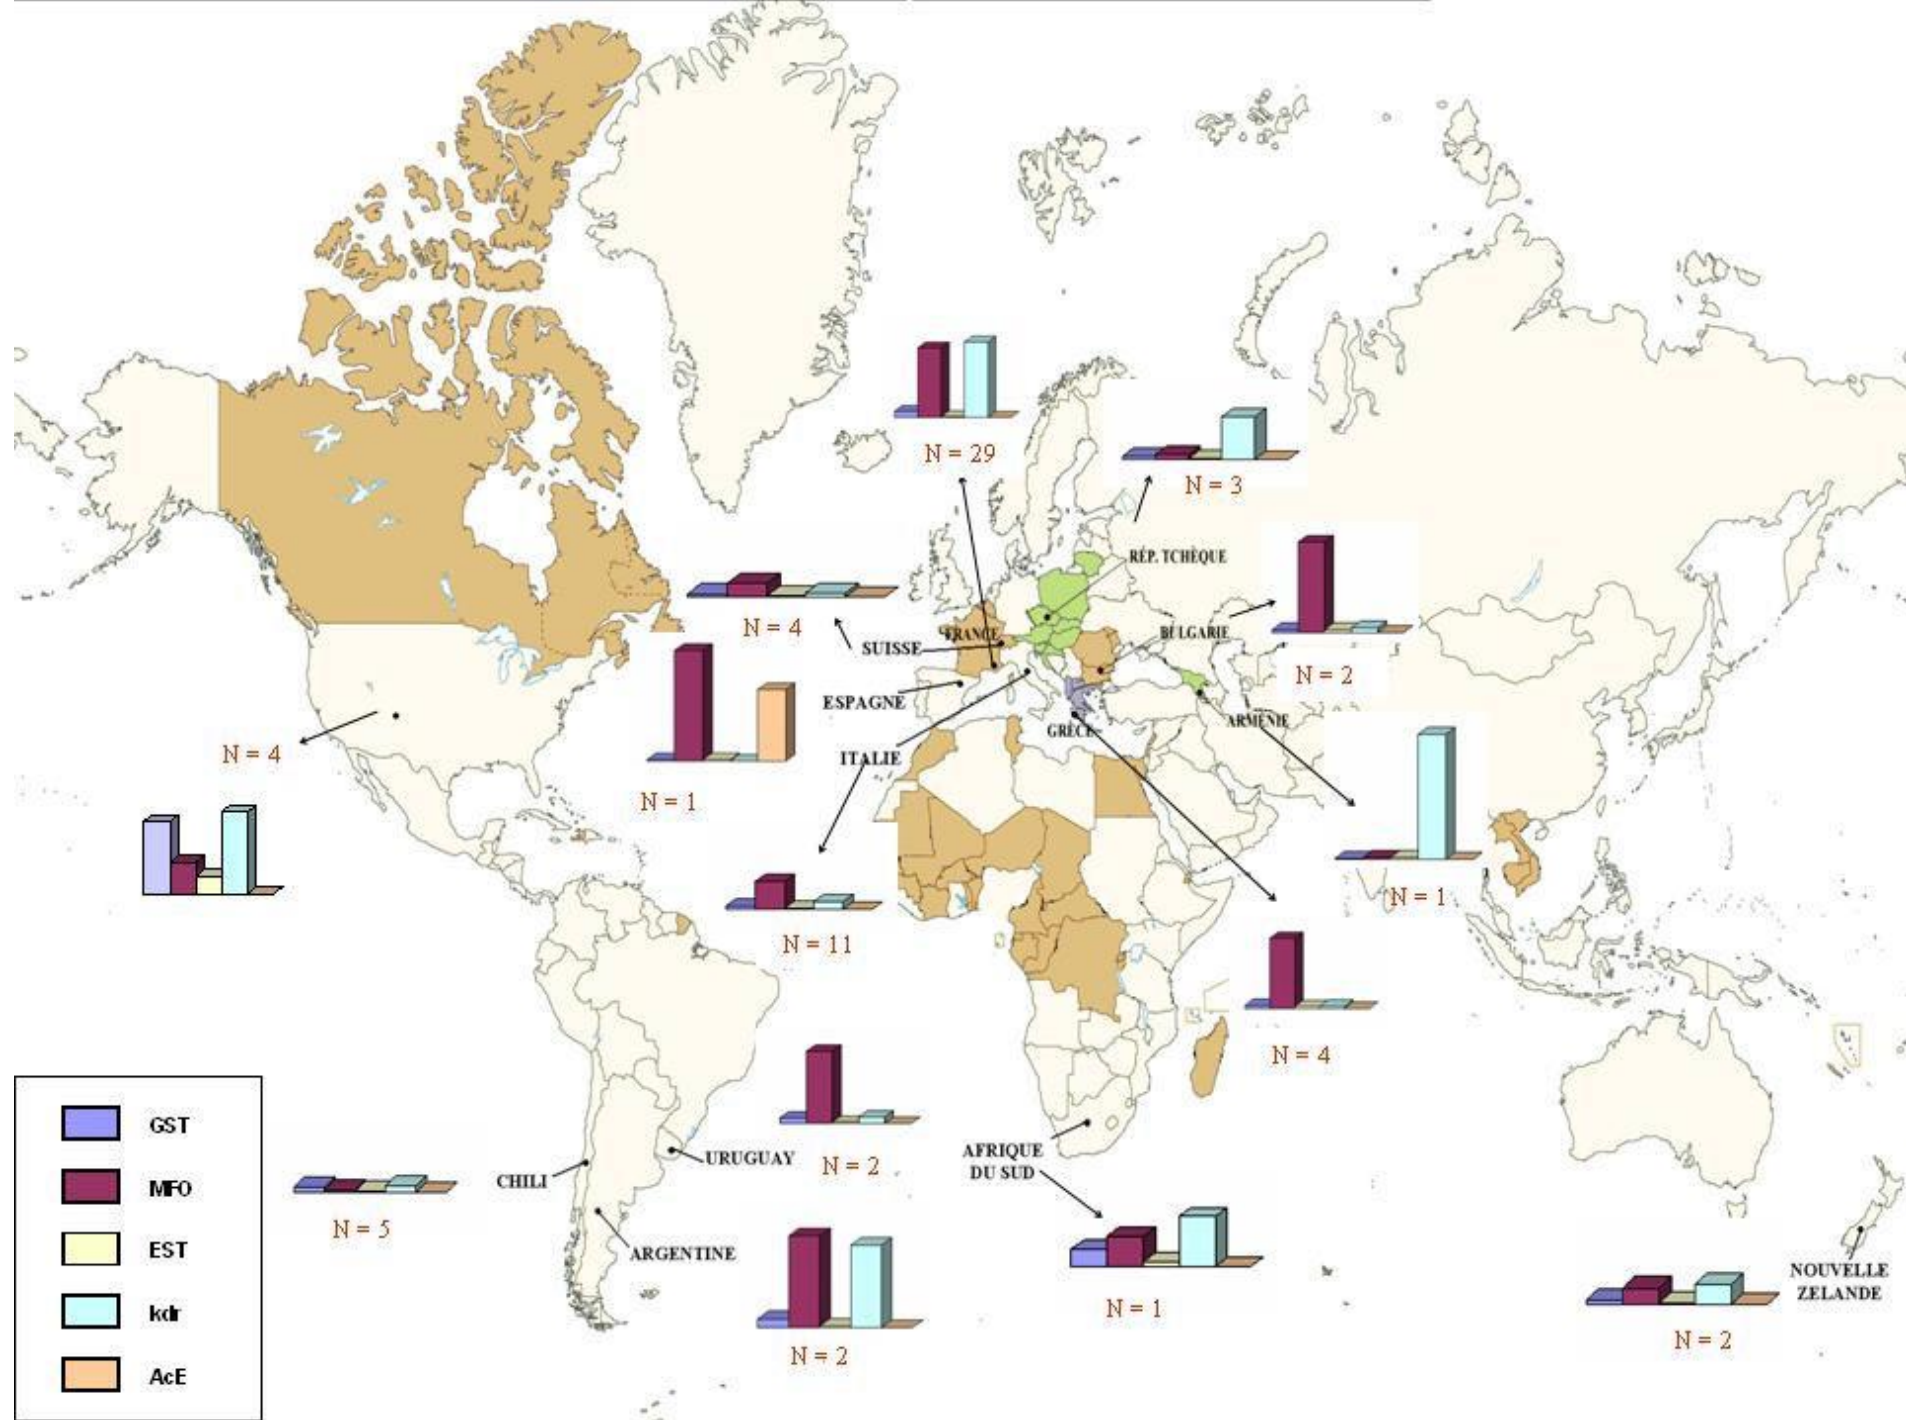 N = 29
N = 3
RÉP. TCHÈQUE
N = 4
FRANCE
BULGARIE
SUISSE
N = 2
ESPAGNE
ARMÉNIE
GRÈCE
N = 4
ITALIE
N = 1
N = 1
N = 11
N = 4
GST
MFO
EST
kdr
AcE
N = 5
CHILI
URUGUAY
N = 2
ARGENTINE
N = 2
AFRIQUE
DU SUD
N = 1
NOUVELLE
ZELANDE
N = 2